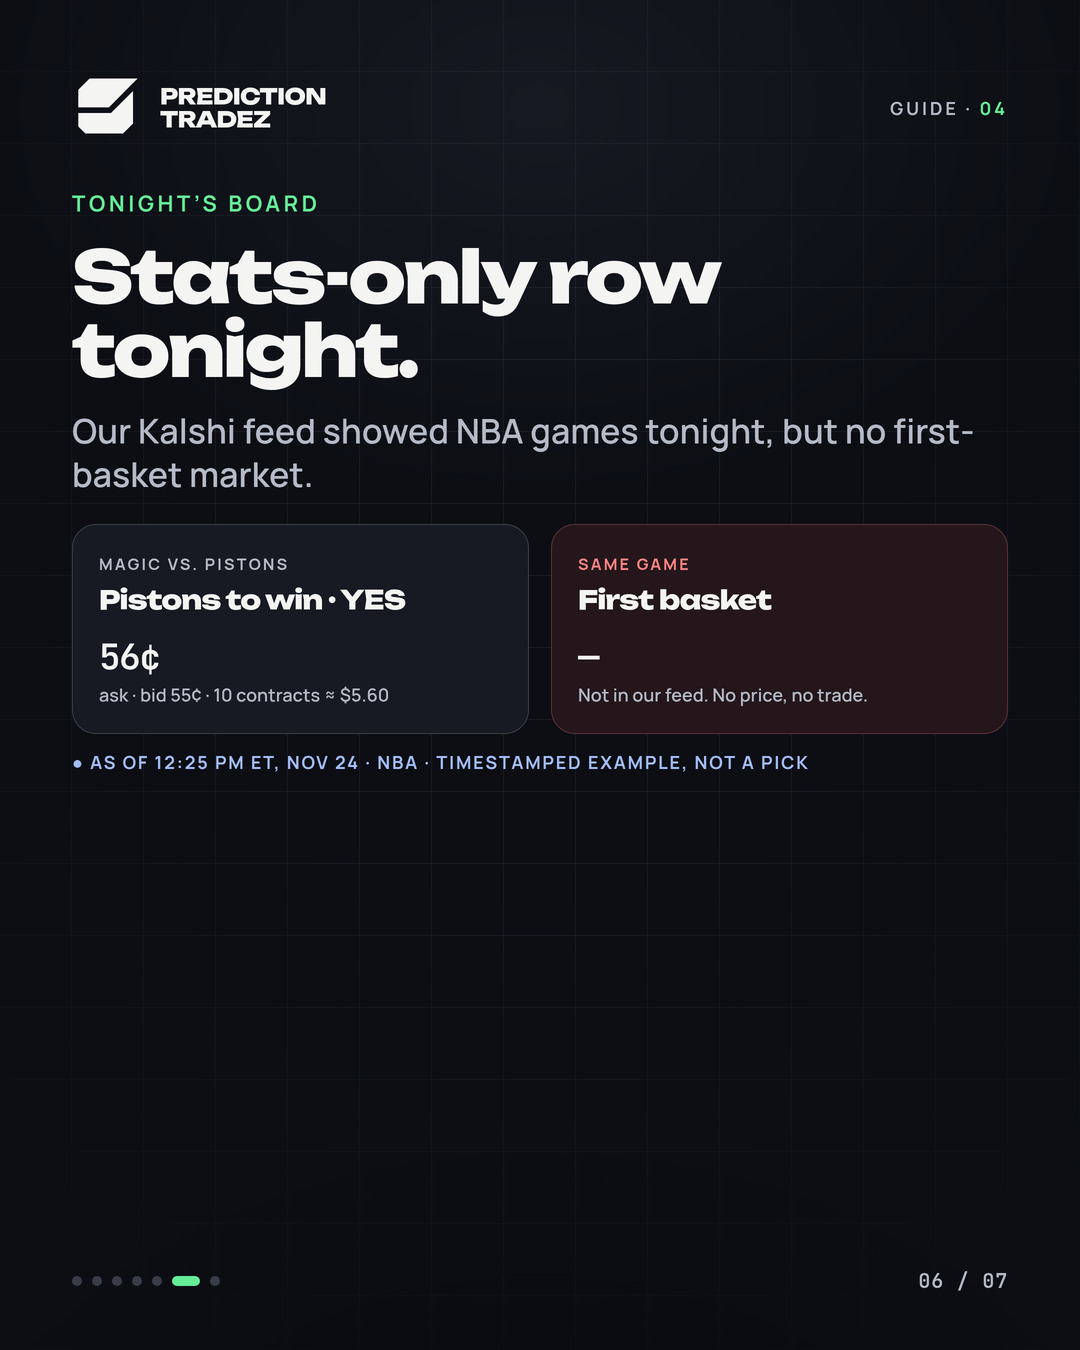 PREDICTION
TRADEZ
GUIDE · 04
TONIGHT’S BOARD
Stats-only row
tonight.
Our Kalshi feed showed NBA games tonight, but no first-
basket market.
MAGIC VS. PISTONS
Pistons to win · YES
56¢
ask · bid 55¢ · 10 contracts ≈ $5.60
SAME GAME
First basket
—
Not in our feed. No price, no trade.
● AS OF 12:25 PM ET, NOV 24 · NBA · TIMESTAMPED EXAMPLE, NOT A PICK
06 / 07